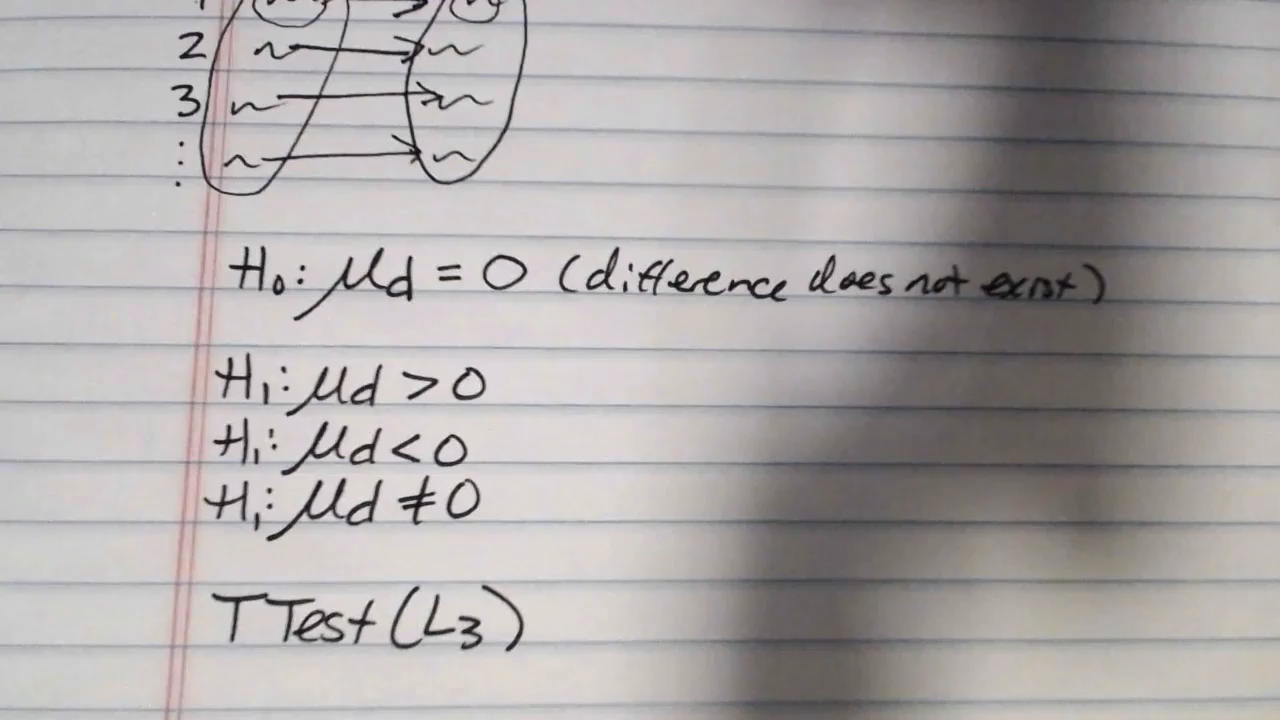 2
3
⋮
H₀: μd = 0 (difference does not exist)
H₁: μd > 0
H₁: μd < 0
H₁: μd ≠ 0
T Test (L3)